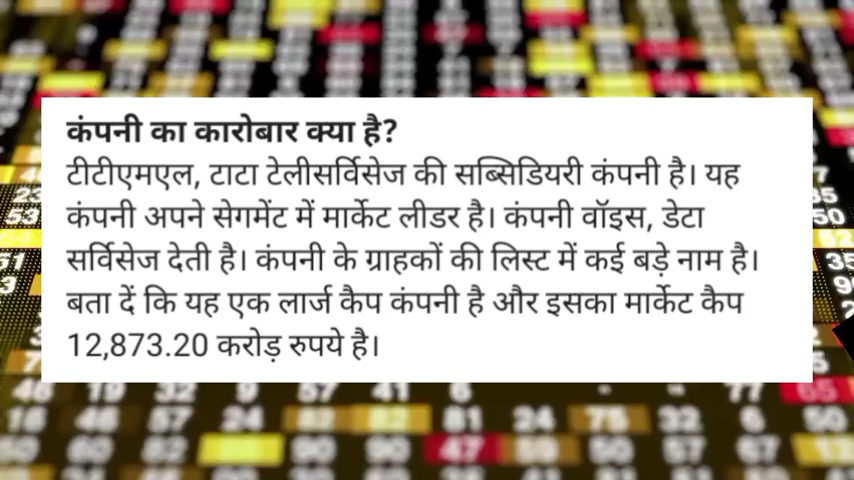 कंपनी का कारोबार क्या है?
टीटीएमएल, टाटा टेलीसर्विसेज की सब्सिडियरी कंपनी है। यह
कंपनी अपने सेगमेंट में मार्केट लीडर है। कंपनी वॉइस, डेटा
सर्विसेज देती है। कंपनी के ग्राहकों की लिस्ट में कई बड़े नाम है।
बता दें कि यह एक लार्ज कैप कंपनी है और इसका मार्केट कैप
12,873.20 करोड़ रुपये है।